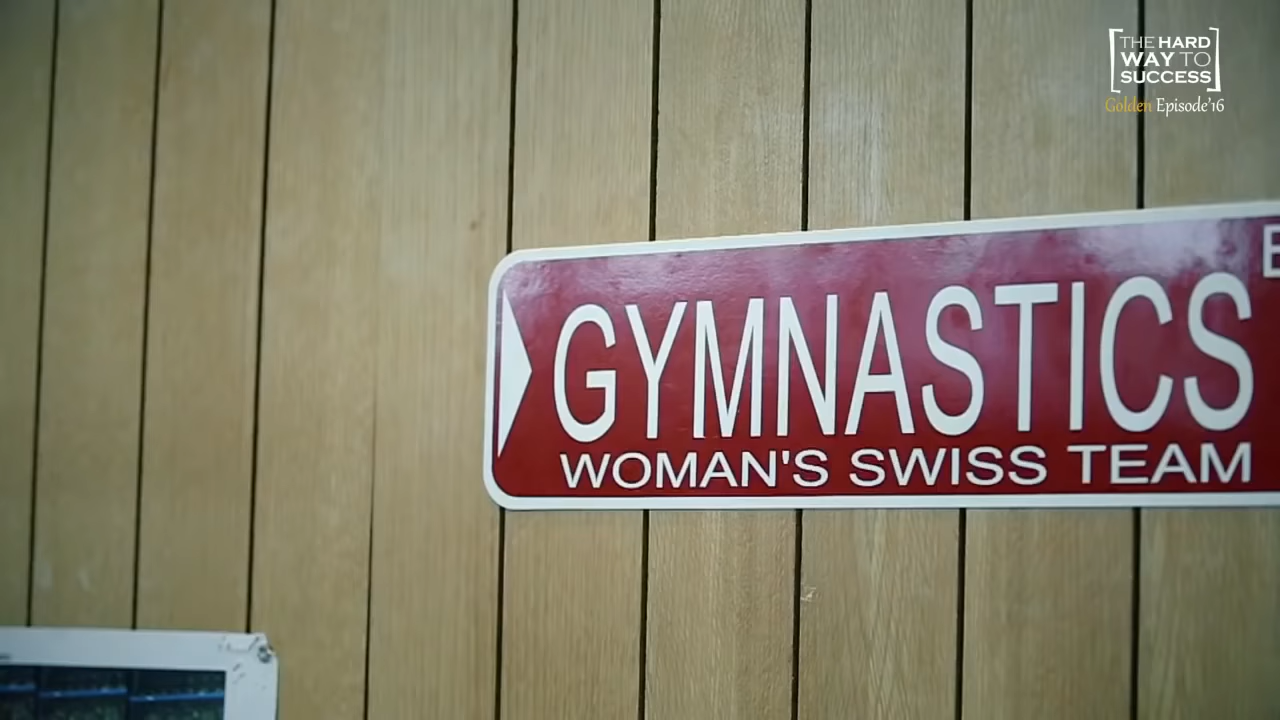 THE HARD
WAY TO
SUCCESS
Golden Episode'16
GYMNASTICS
WOMAN'S SWISS TEAM